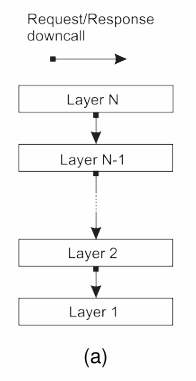 Request/Response
downcall
Layer N
Layer N-1
Layer 2
Layer 1
(a)